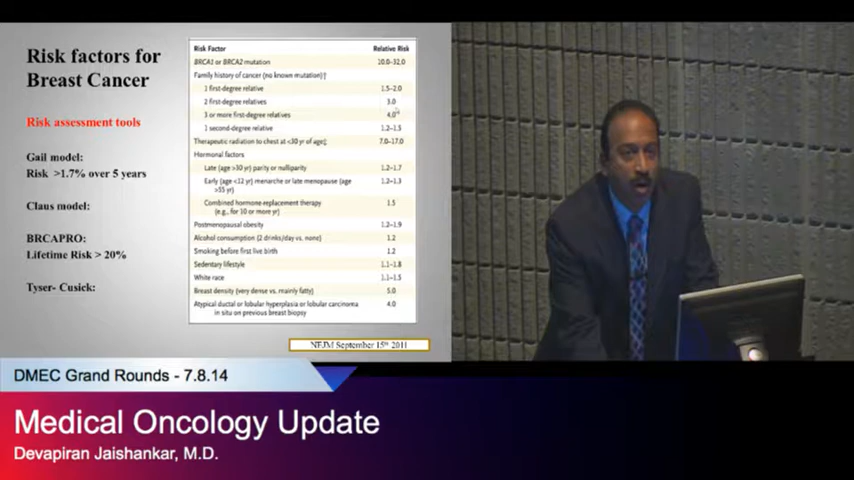 Risk factors for
Breast Cancer
Risk assessment tools
Gail model:
Risk >1.7% over 5 years
Claus model:
BRCAPRO:
Lifetime Risk > 20%
Tyser- Cusick:
Risk Factor Relative Risk
BRCA1 or BRCA2 mutation 10.0–32.0
Family history of cancer (no known mutation)†
1 first-degree relative 1.5–2.0
2 first-degree relatives 3.0
3 or more first-degree relatives 4.0
1 second-degree relative 1.2–1.5
Therapeutic radiation to chest at <30 yr of age‡ 7.0–17.0
Hormonal factors
Late (age >30 yr) parity or nulliparity 1.2–1.7
Early (age <12 yr) menarche or late menopause (age 1.2–1.3
>55 yr)
Combined hormone-replacement therapy 1.5
(e.g., for 10 or more yr)
Postmenopausal obesity 1.2–1.9
Alcohol consumption (2 drinks/day vs. none) 1.2
Smoking before first live birth 1.2
Sedentary lifestyle 1.1–1.8
White race 1.1–1.5
Breast density (very dense vs. mainly fatty) 5.0
Atypical ductal or lobular hyperplasia or lobular carcinoma 4.0
in situ on previous breast biopsy
NEJM September 15th 2011
DMEC Grand Rounds - 7.8.14
Medical Oncology Update
Devapiran Jaishankar, M.D.